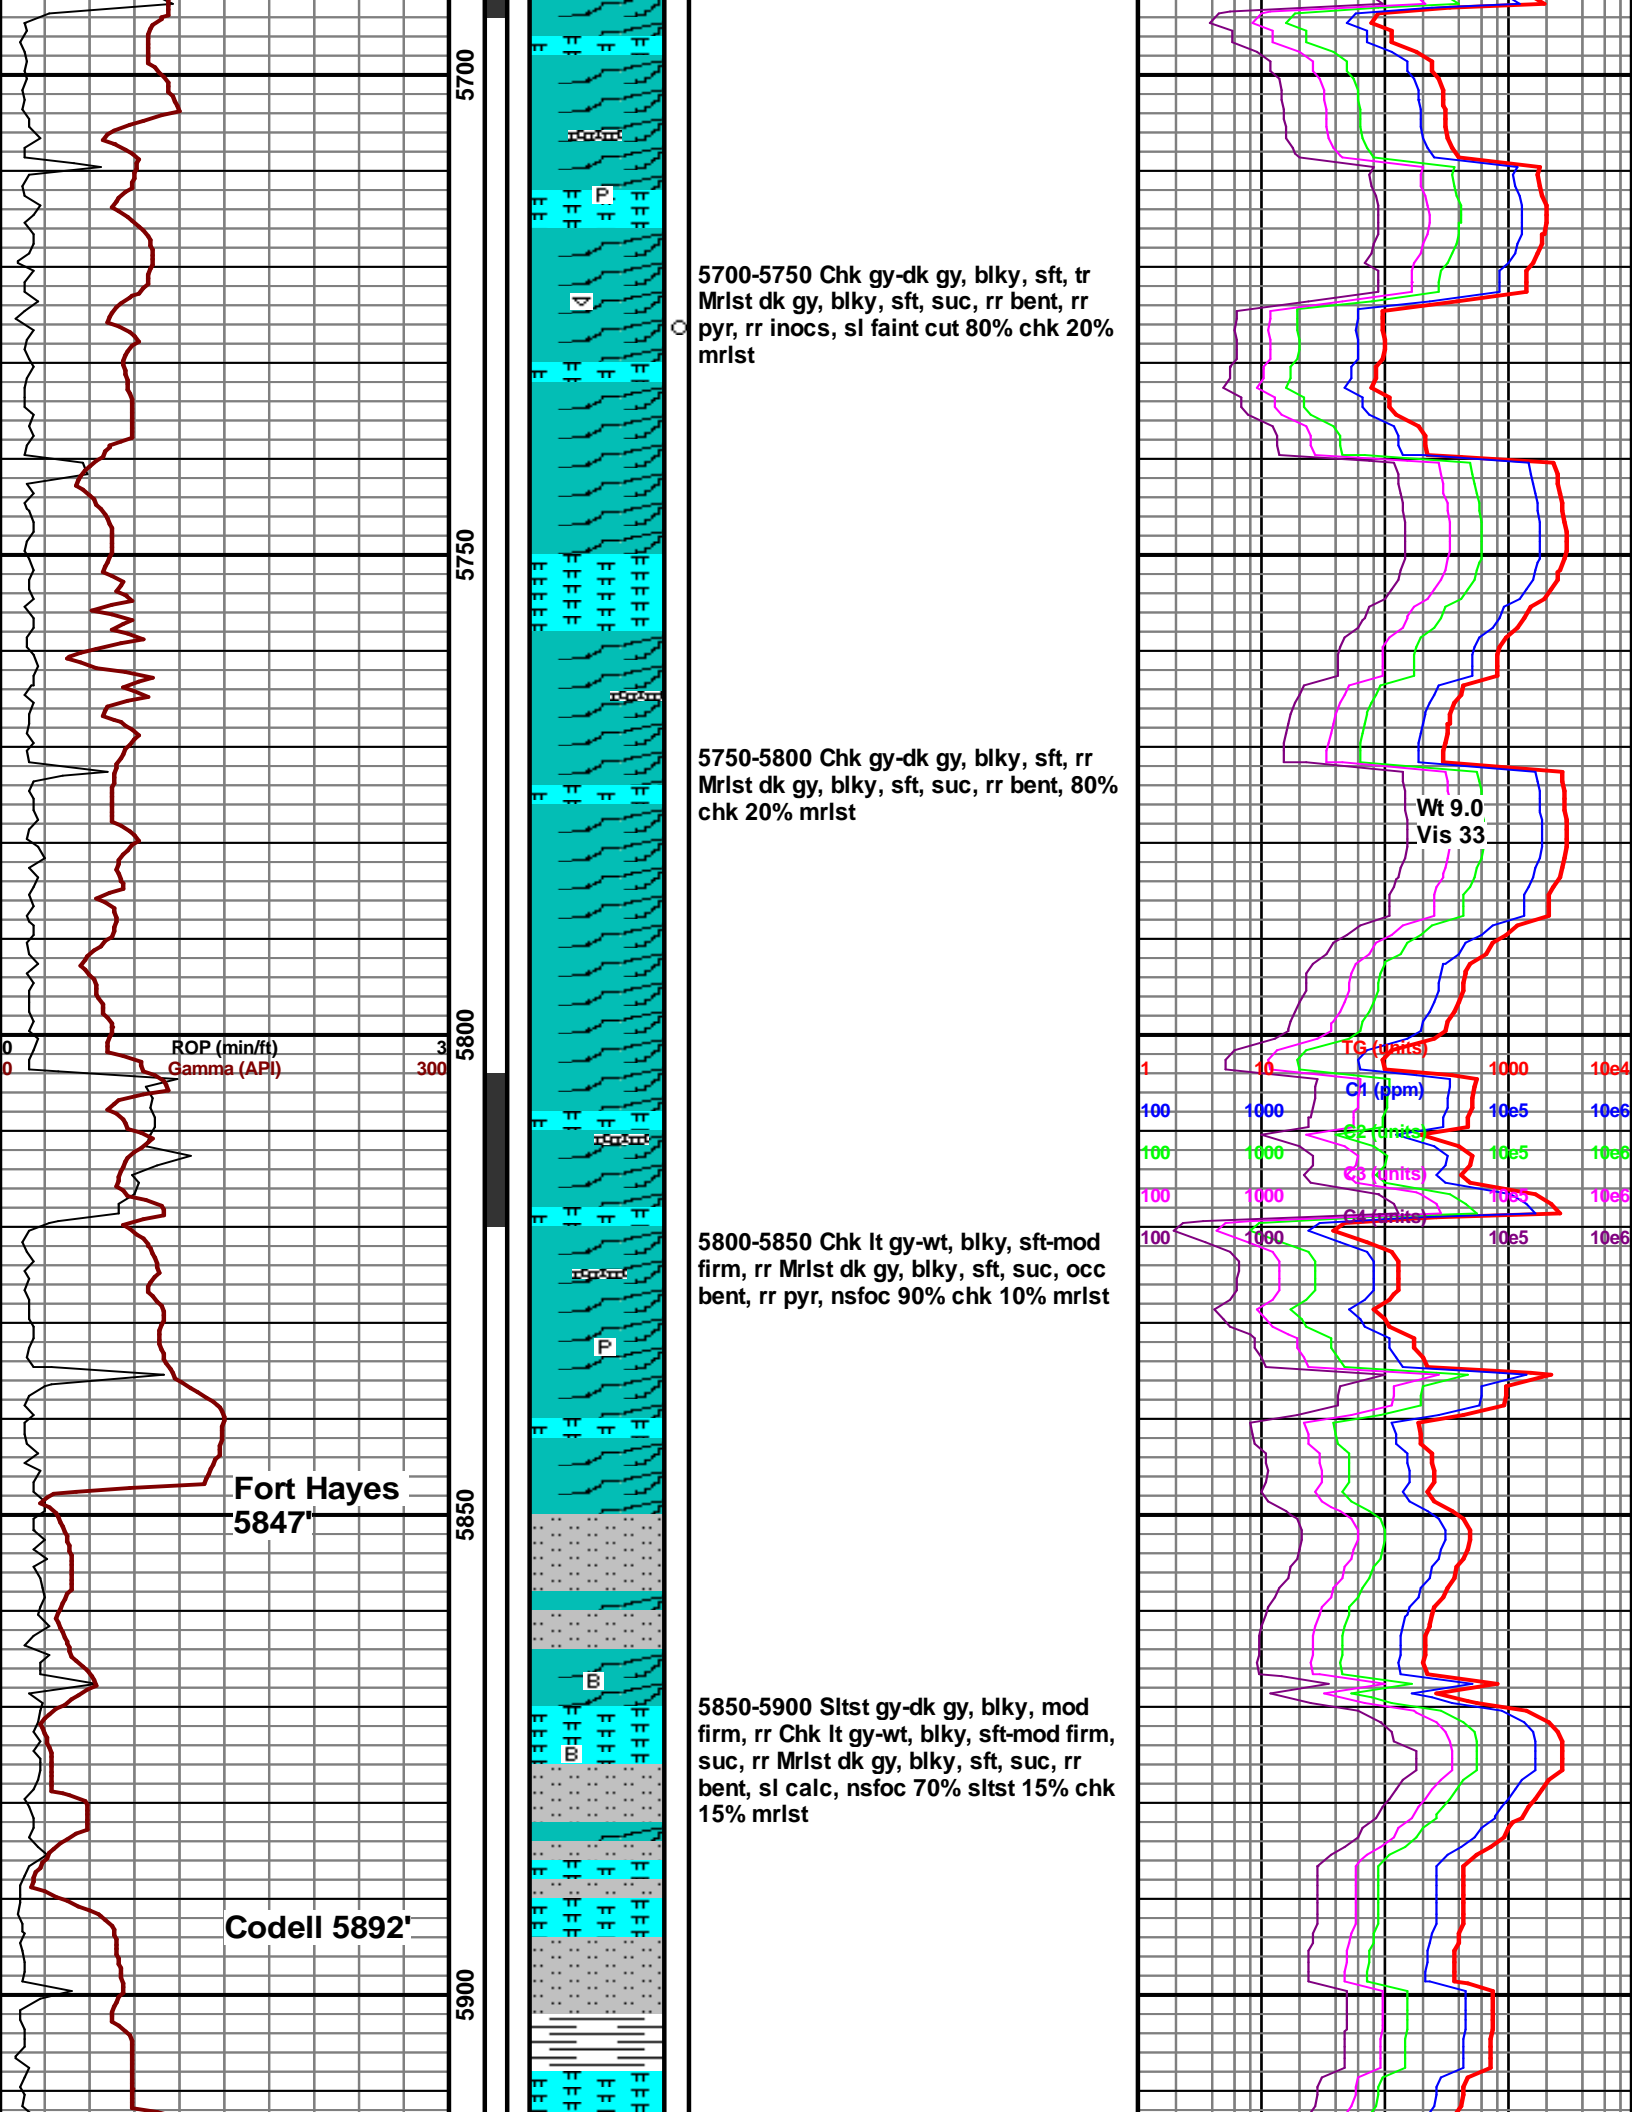 5700
P
5700-5750 Chk gy-dk gy, blky, sft, tr
Mrlst dk gy, blky, sft, suc, rr bent, rr
pyr, rr inocs, sl faint cut 80% chk 20%
mrlst
5750
5750-5800 Chk gy-dk gy, blky, sft, rr
Mrlst dk gy, blky, sft, suc, rr bent, 80%
chk 20% mrlst
Wt 9.0
Vis 33
5800
0 ROP (min/ft) 3
0 Gamma (API) 300
TG (units)
1 10 1000 10e4
C1 (ppm)
100 1000 10e5 10e6
C2 (units)
100 1000 10e5 10e6
C3 (units)
100 1000 10e5 10e6
C4 (units)
100 1000 10e5 10e6
5800-5850 Chk lt gy-wt, blky, sft-mod
firm, rr Mrlst dk gy, blky, sft, suc, occ
bent, rr pyr, nsfoc 90% chk 10% mrlst
P
Fort Hayes
5847'
5850
B
5850-5900 Sltst gy-dk gy, blky, mod
firm, rr Chk lt gy-wt, blky, sft-mod firm,
suc, rr Mrlst dk gy, blky, sft, suc, rr
bent, sl calc, nsfoc 70% sltst 15% chk
15% mrlst
B
Codell 5892'
5900